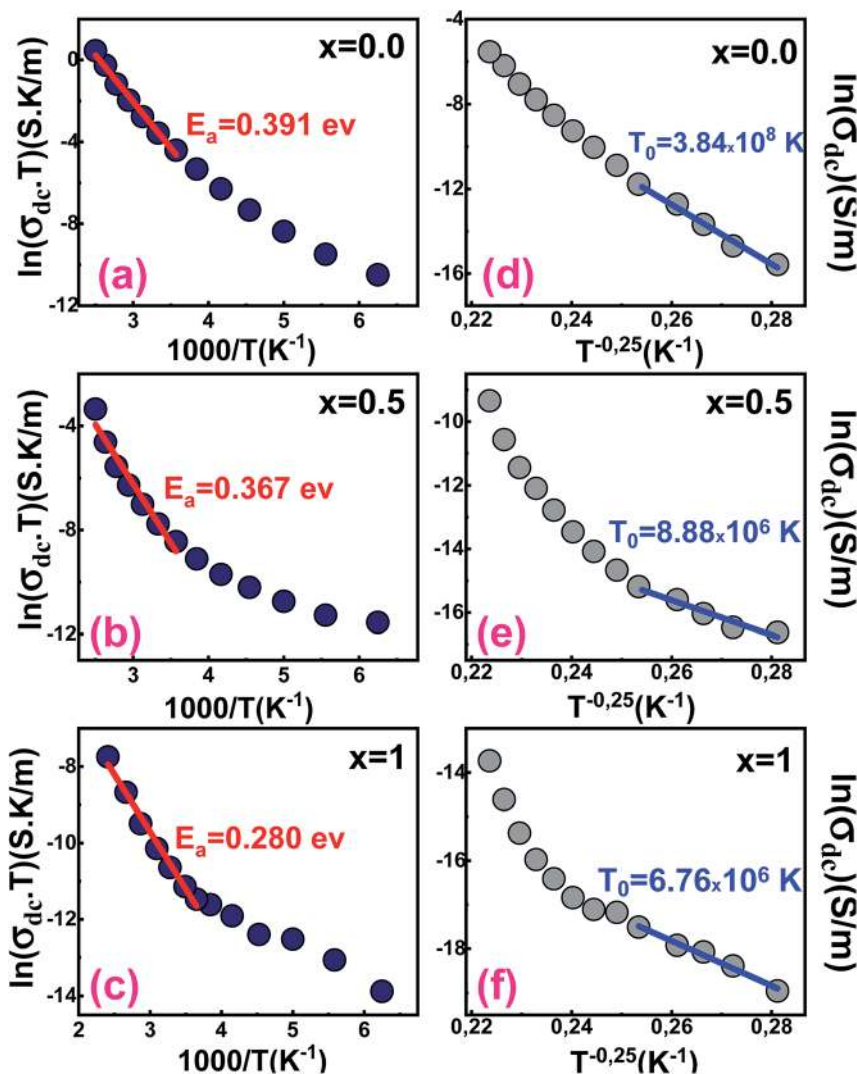 x=0.0
ln(σdc.T)(S.K/m)
0
-4
-8
-12
Ea=0.391 ev
(a)
3
4
5
6
1000/T(K-1)
x=0.0
ln(σdc)(S/m)
-4
-8
-12
-16
T0=3.84x10⁸ K
(d)
0,22
0,24
0,26
0,28
T-0,25(K-1)
x=0.5
ln(σdc.T)(S.K/m)
-4
-8
-12
Ea=0.367 ev
(b)
3
4
5
6
1000/T(K-1)
x=0.5
ln(σdc)(S/m)
-10
-12
-14
-16
T0=8.88x10⁶ K
(e)
0,22
0,24
0,26
0,28
T-0,25(K-1)
x=1
ln(σdc.T)(S.K/m)
-8
-10
-12
-14
Ea=0.280 ev
(c)
2
3
4
5
6
1000/T(K-1)
x=1
ln(σdc)(S/m)
-14
-16
-18
T0=6.76x10⁶ K
(f)
0,22
0,24
0,26
0,28
T-0,25(K-1)